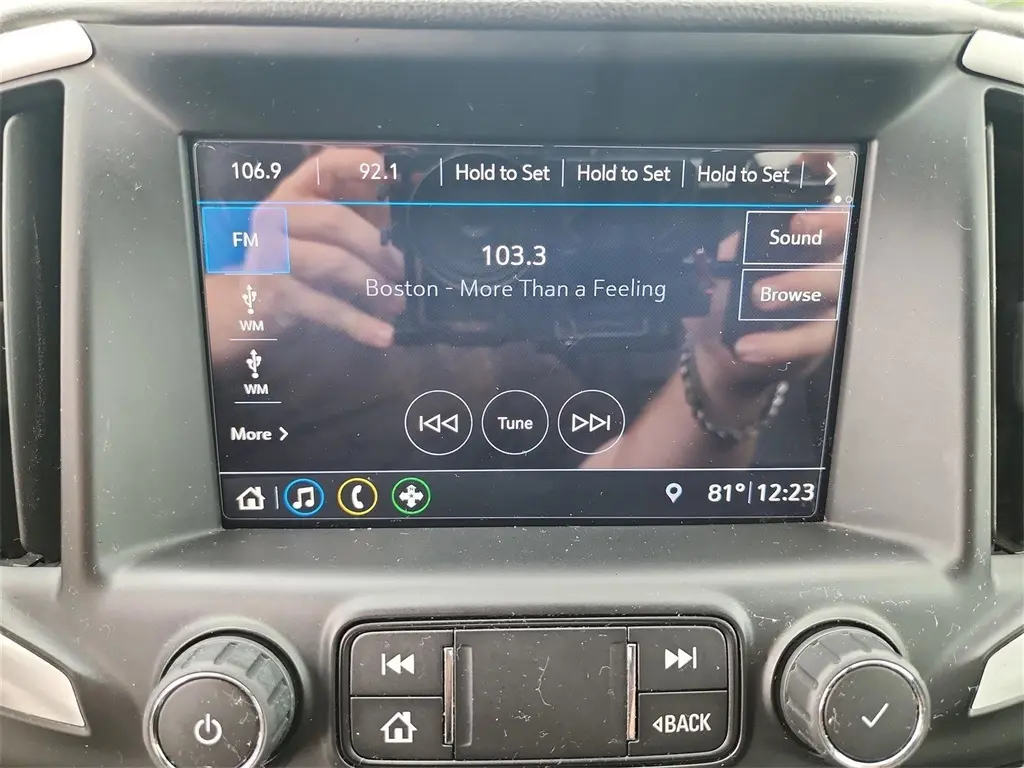 106.9 92.1 Hold to Set Hold to Set Hold to Set
FM
103.3
Sound
Boston - More Than a Feeling
Browse
WM
WM
More
Tune
81° 12:23
BACK